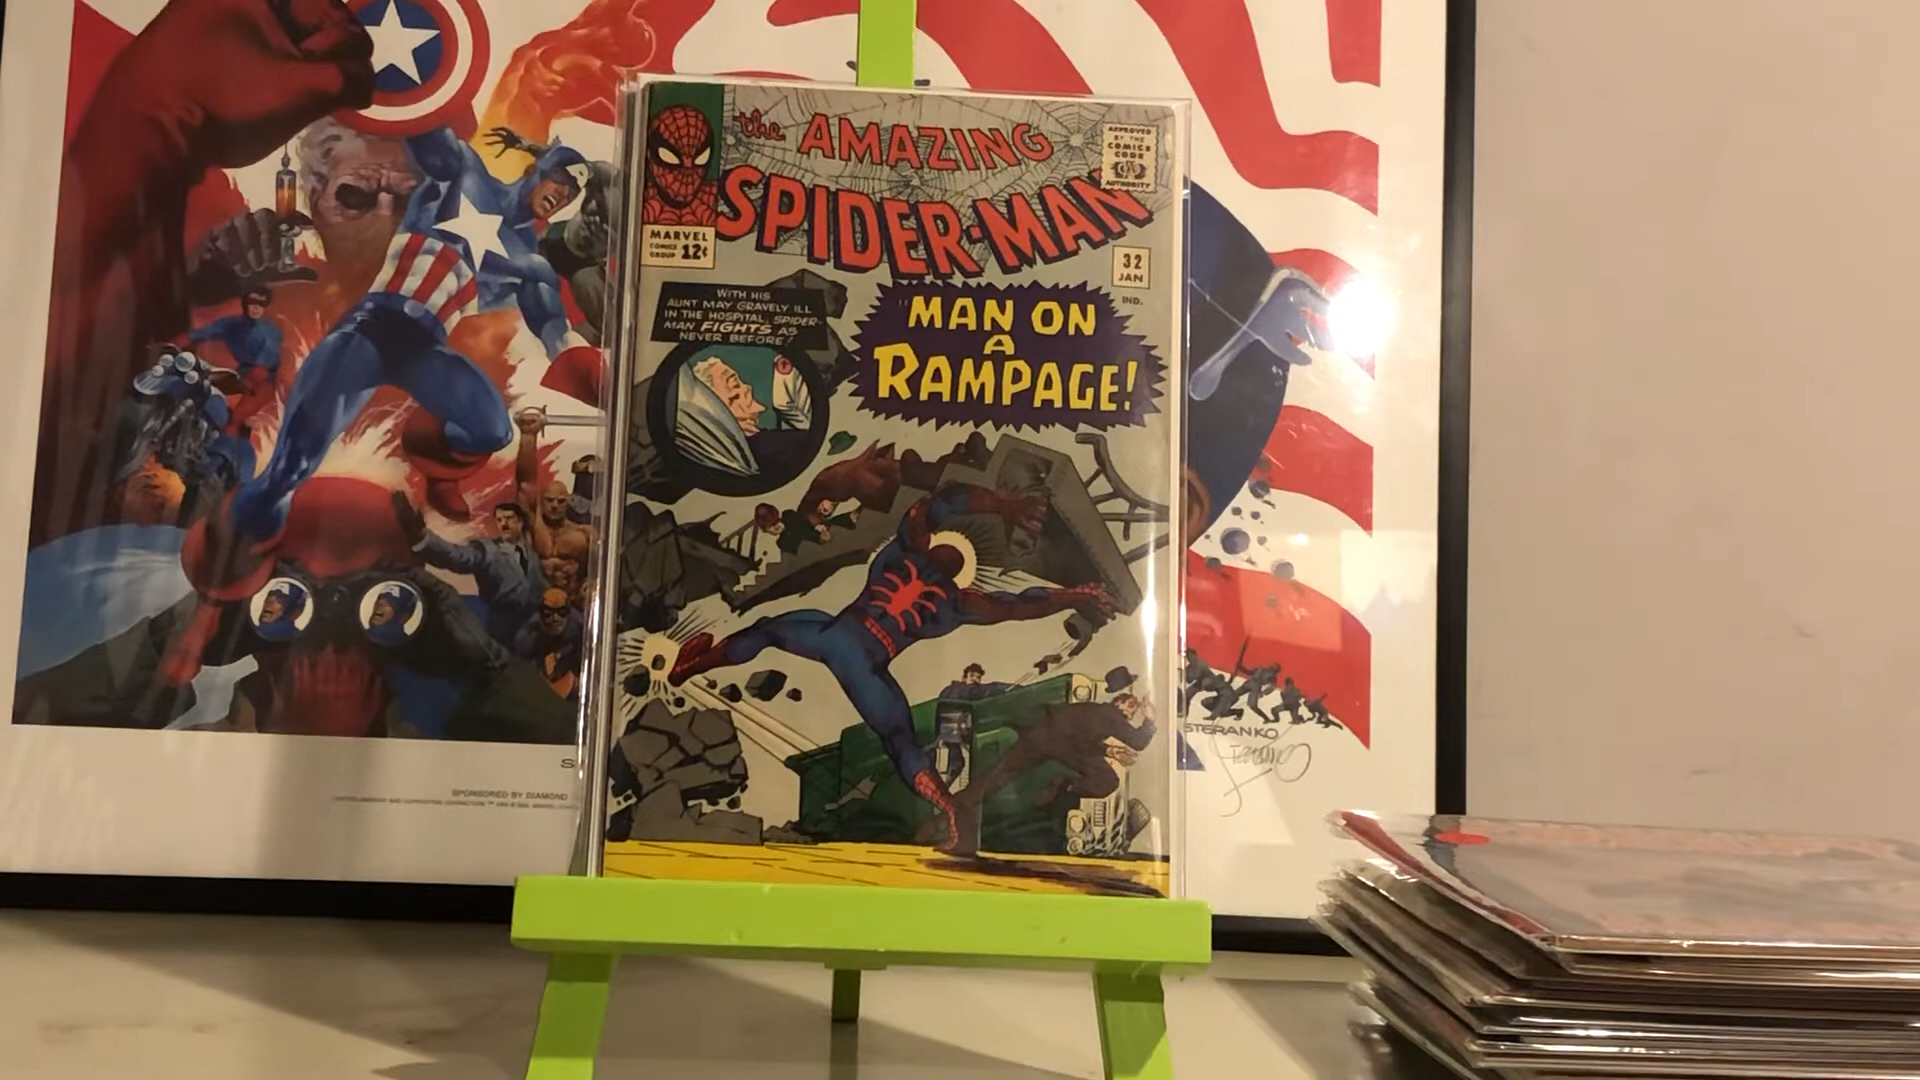 the AMAZING
SPIDER-MAN
APPROVED
BY THE
COMICS
CODE
CA
AUTHORITY
MARVEL
COMICS
GROUP 12¢
32
JAN
IND.
WITH HIS
AUNT MAY GRAVELY ILL
IN THE HOSPITAL, SPIDER-
MAN FIGHTS AS
NEVER BEFORE!
"MAN ON
A
RAMPAGE!
A
A
STERANKO
STERANKO
S
SPONSORED BY DIAMOND